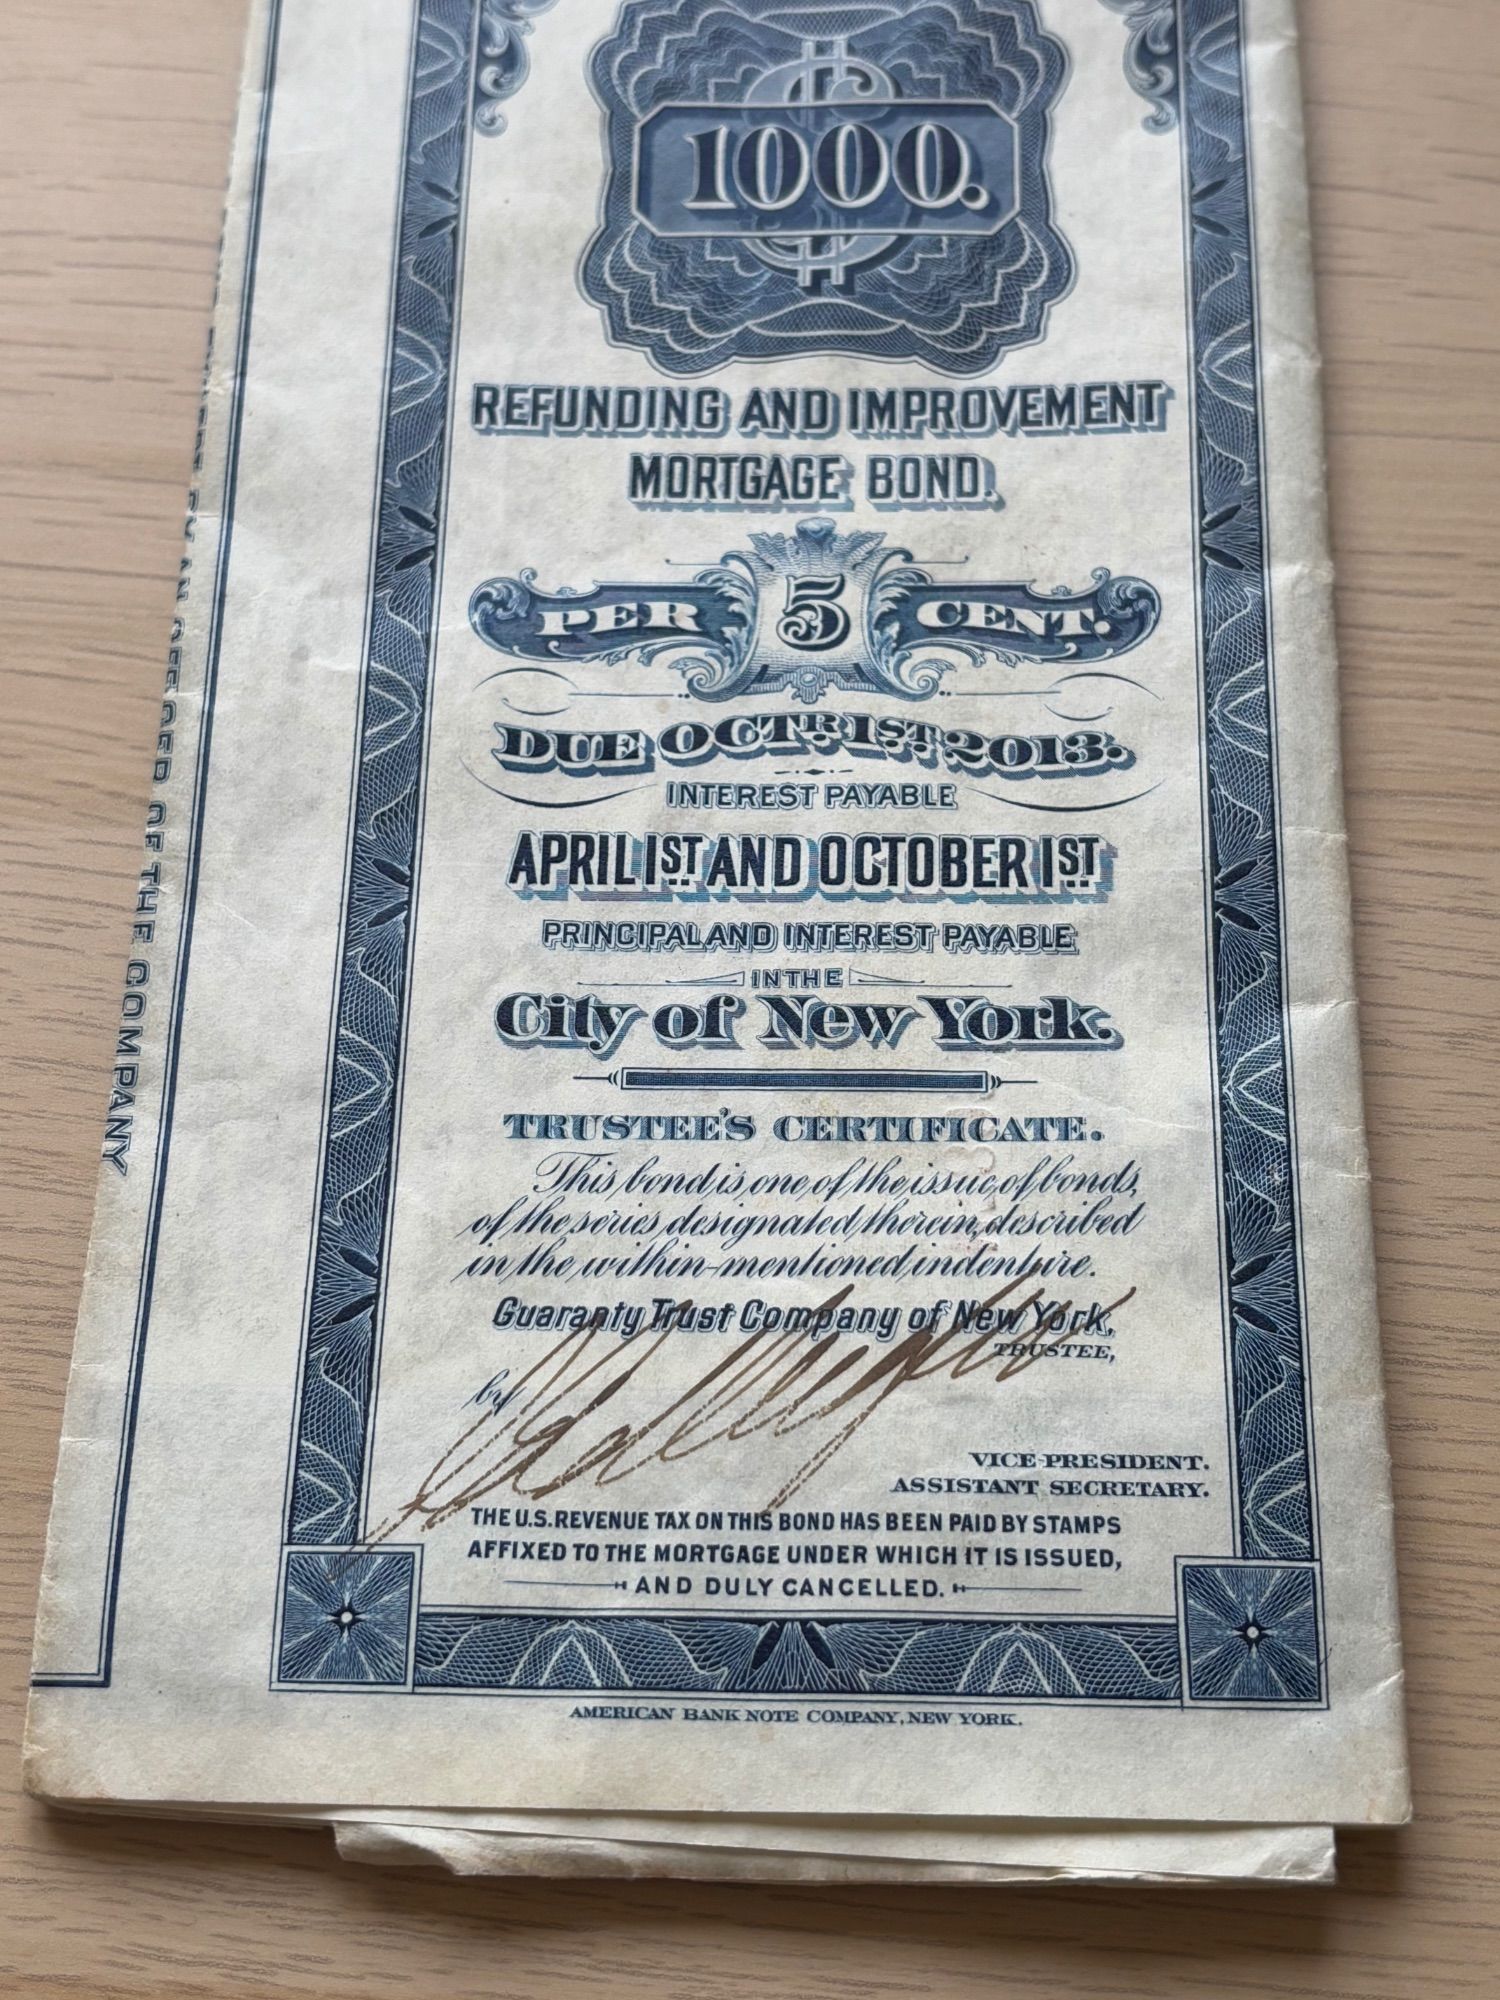 1000.
REFUNDING AND IMPROVEMENT
MORTGAGE BOND.
PER 5 CENT.
DUE OCTR. 1ST. 2013.
INTEREST PAYABLE
APRIL 1ST. AND OCTOBER 1ST.
PRINCIPAL AND INTEREST PAYABLE
IN THE
City of New York.
TRUSTEE'S CERTIFICATE.
This bond is one of the issue of bonds,
of the series designated therein, described
in the within-mentioned indenture.
Guaranty Trust Company of New York,
TRUSTEE,
by
VICE-PRESIDENT.
ASSISTANT SECRETARY.
THE U.S. REVENUE TAX ON THIS BOND HAS BEEN PAID BY STAMPS
AFFIXED TO THE MORTGAGE UNDER WHICH IT IS ISSUED,
AND DULY CANCELLED.
AMERICAN BANK NOTE COMPANY, NEW YORK.
BY AN OFFICER OF THE COMPANY